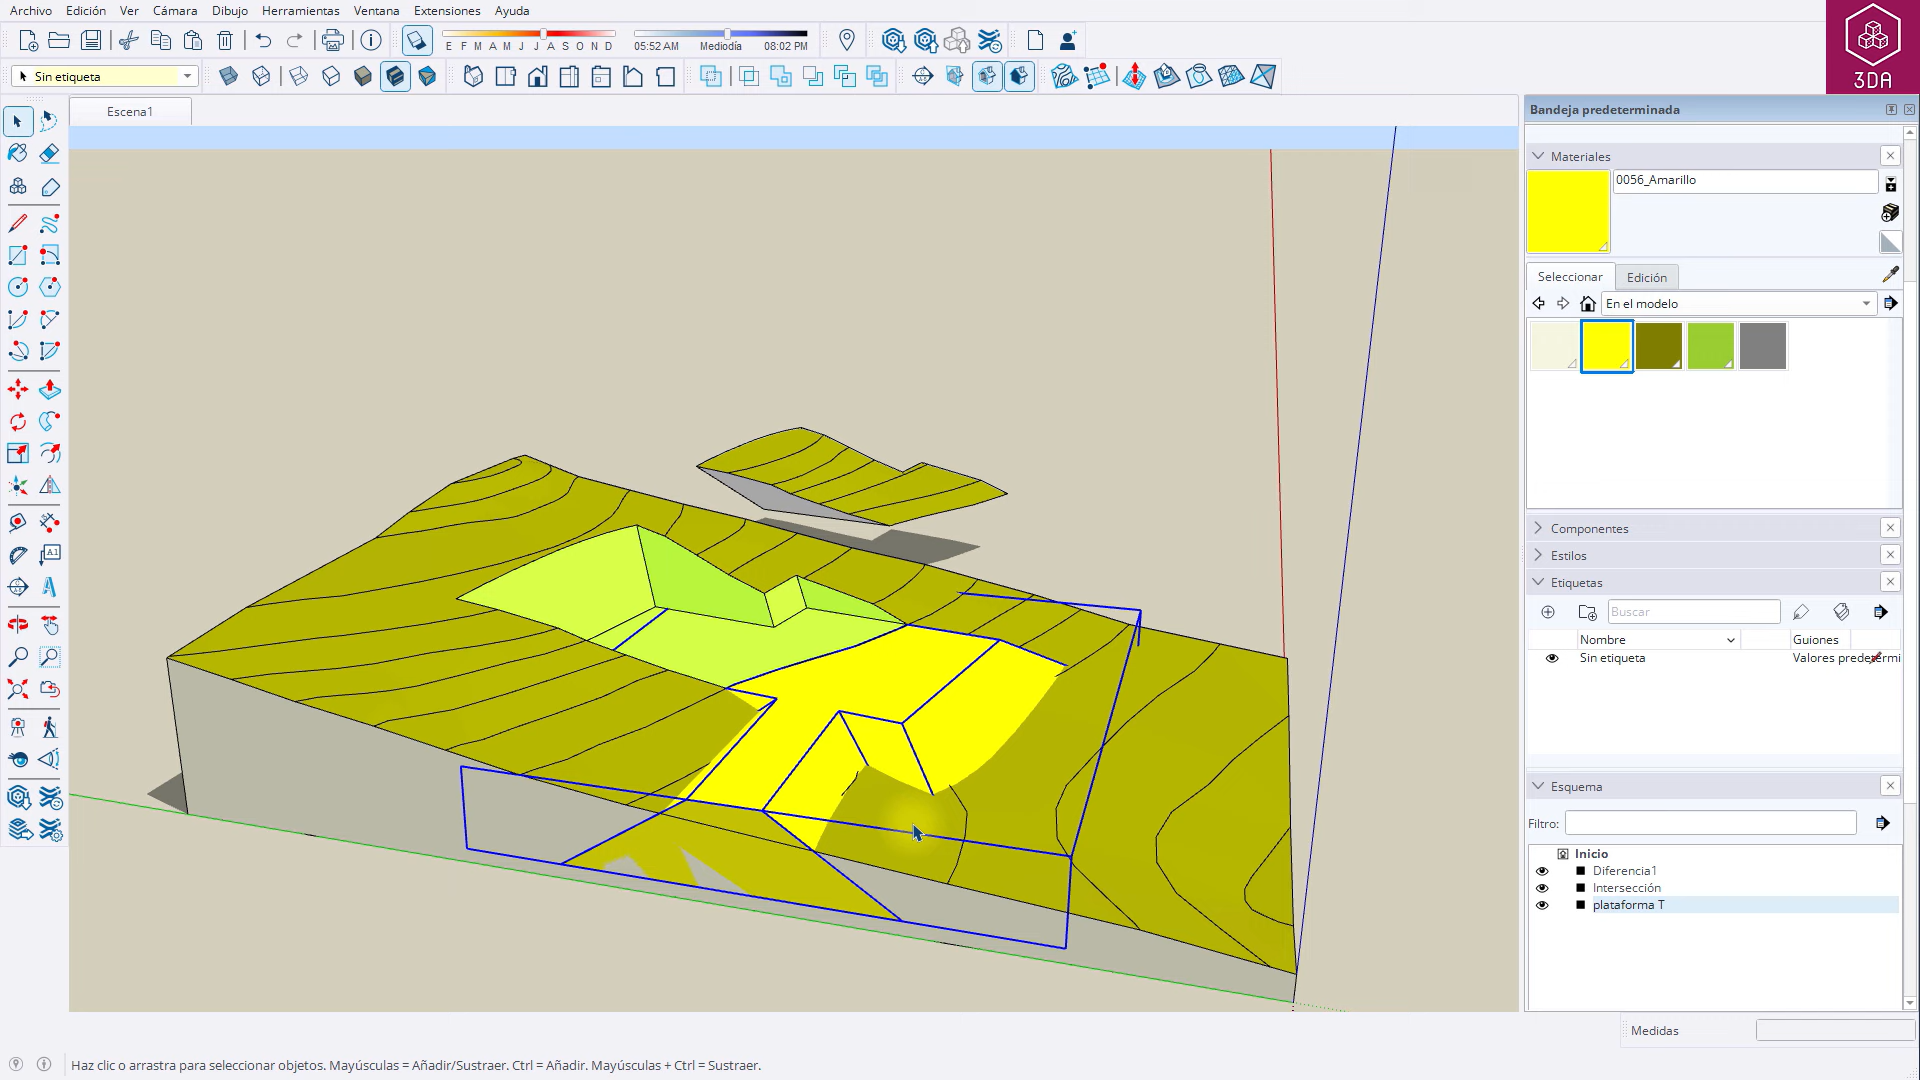 Archivo Edición Ver Cámara Dibujo Herramientas Ventana Extensiones Ayuda
E F M A M J J A S O N D 05:52 AM Mediodía 08:02 PM
3DA
Sin etiqueta
Escena1
Bandeja predeterminada
Materiales
0056_Amarillo
Seleccionar Edición
En el modelo
Componentes
Estilos
Etiquetas
Buscar
Nombre Guiones
Sin etiqueta Valores predetermi
Esquema
Filtro:
Inicio
Diferencia1
Intersección
plataforma T
Medidas
Haz clic o arrastra para seleccionar objetos. Mayúsculas = Añadir/Sustraer. Ctrl = Añadir. Mayúsculas + Ctrl = Sustraer.